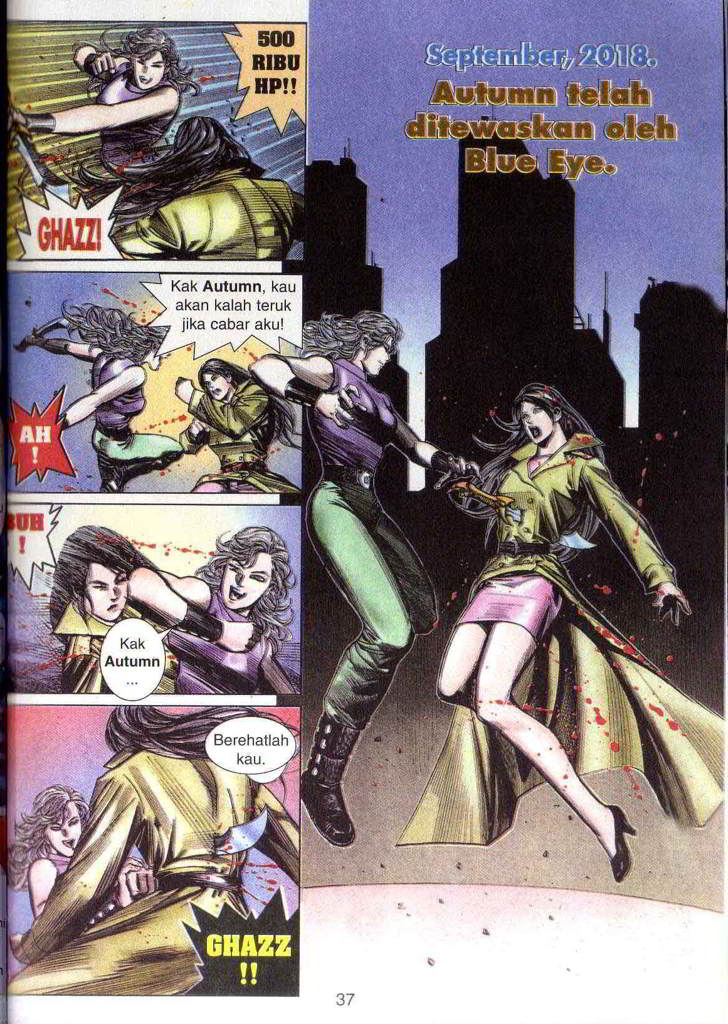 500
RIBU
HP!!
GHAZZ!
Kak Autumn, kau
akan kalah teruk
jika cabar aku!
AH
!
BUH
!
Kak
Autumn
...
Berehatlah
kau.
GHAZZ
!!
September, 2018.
Autumn telah
ditewaskan oleh
Blue Eye.
37